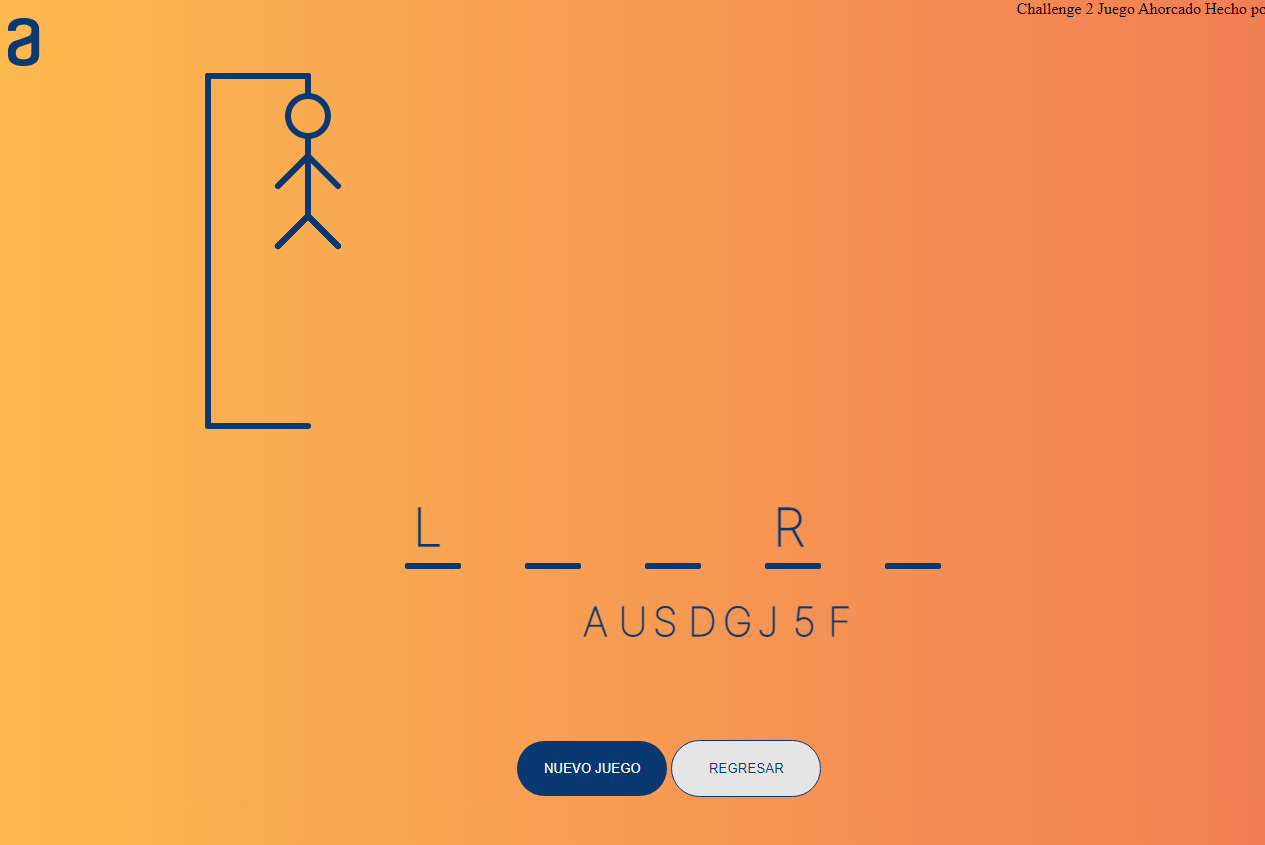 Challenge 2 Juego Ahorcado Hecho po
a
L R
A U S D G J 5 F
NUEVO JUEGO
REGRESAR